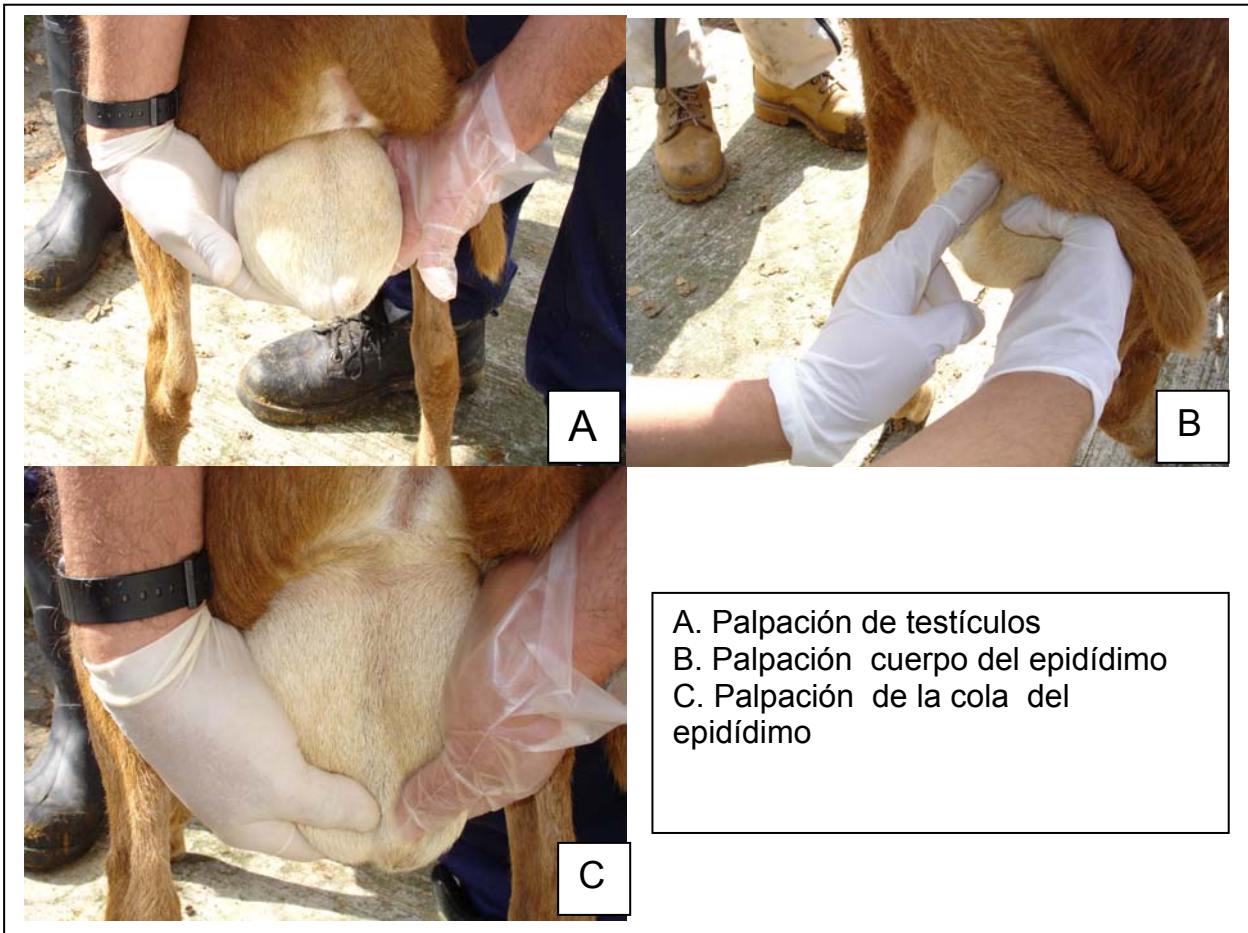 A
B
C
A. Palpación de testículos
B. Palpación cuerpo del epidídimo
C. Palpación de la cola del
epidídimo